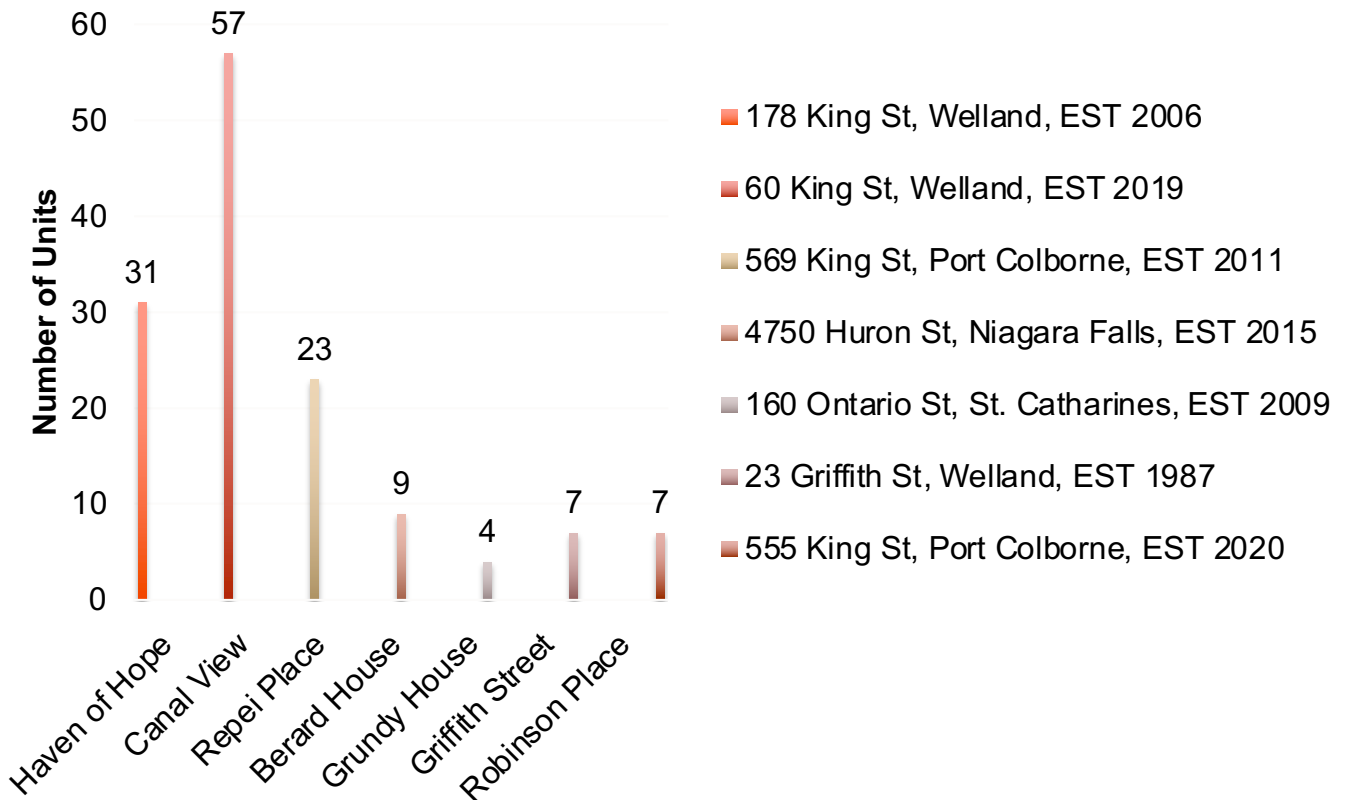 Number of Units
60
50
40
30
20
10
0
31
57
23
9
4
7
7
Haven of Hope
Canal View
Repei Place
Berard House
Grundy House
Griffith Street
Robinson Place
178 King St, Welland, EST 2006
60 King St, Welland, EST 2019
569 King St, Port Colborne, EST 2011
4750 Huron St, Niagara Falls, EST 2015
160 Ontario St, St. Catharines, EST 2009
23 Griffith St, Welland, EST 1987
555 King St, Port Colborne, EST 2020